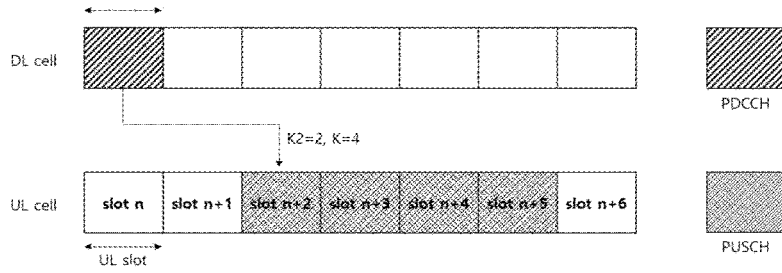 DL cell
PDCCH
K2=2, K=4
UL cell
slot n
slot n+1
slot n+2
slot n+3
slot n+4
slot n+5
slot n+6
UL slot
PUSCH